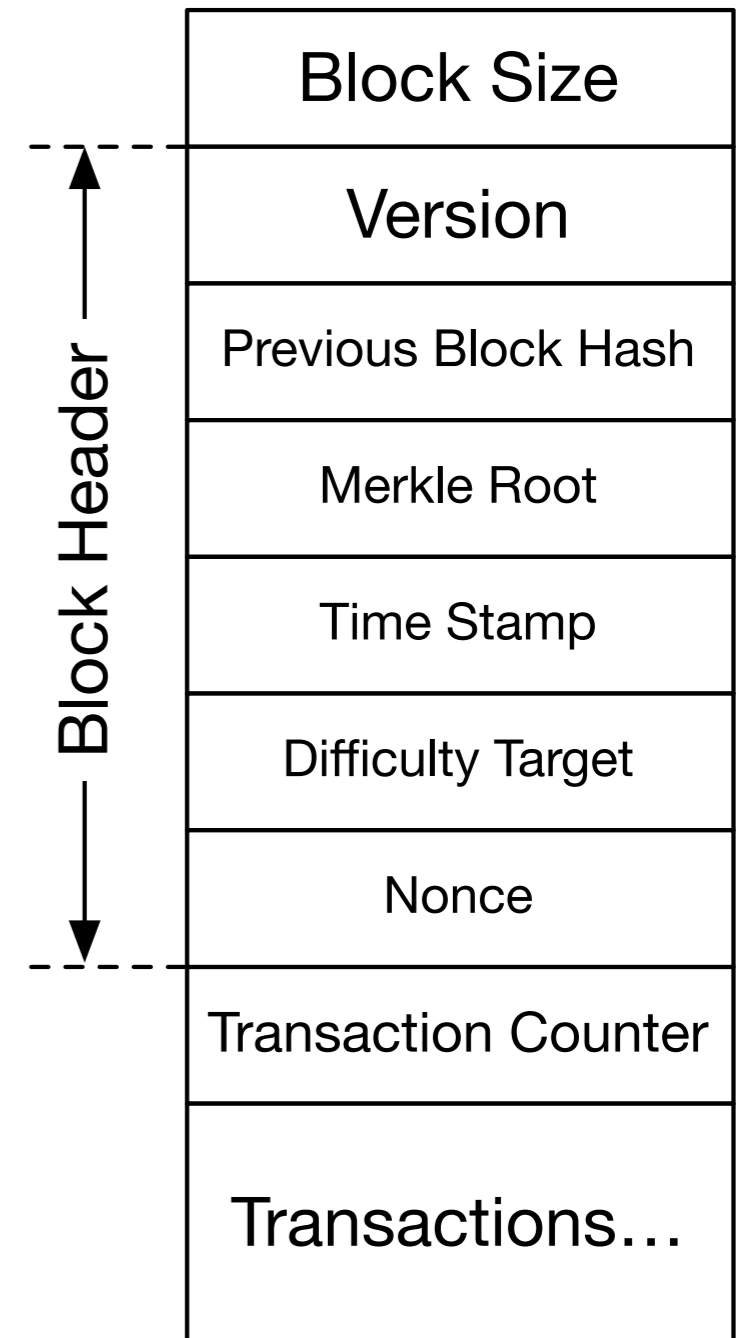 Block Size
Version
Previous Block Hash
Merkle Root
Time Stamp
Difficulty Target
Nonce
Transaction Counter
Transactions…
Block Header